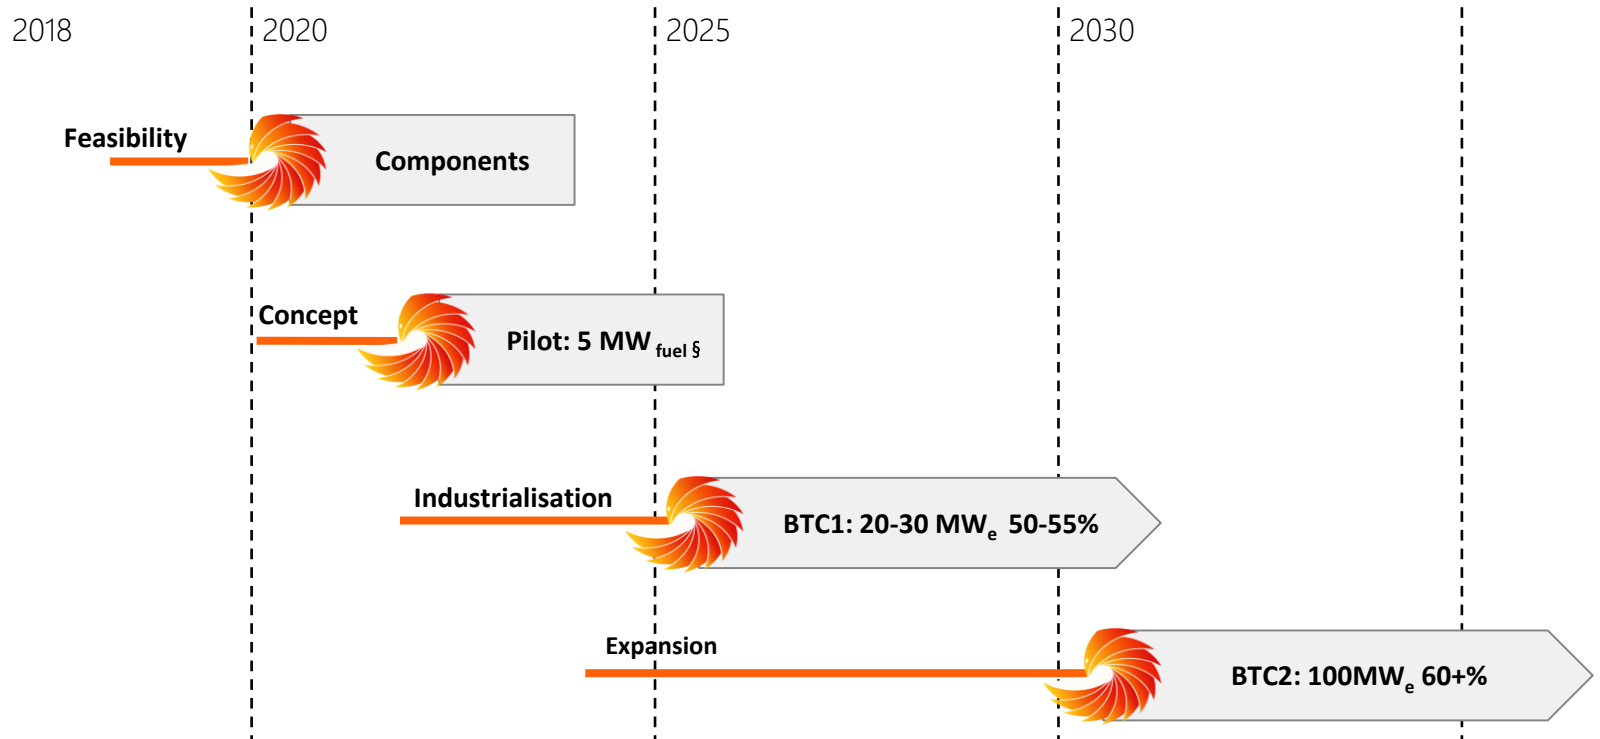 2018
2020
2025
2030
Feasibility
Components
Concept
Pilot: 5 MW fuel §
Industrialisation
BTC1: 20-30 MWe 50-55%
Expansion
BTC2: 100MWe 60+%